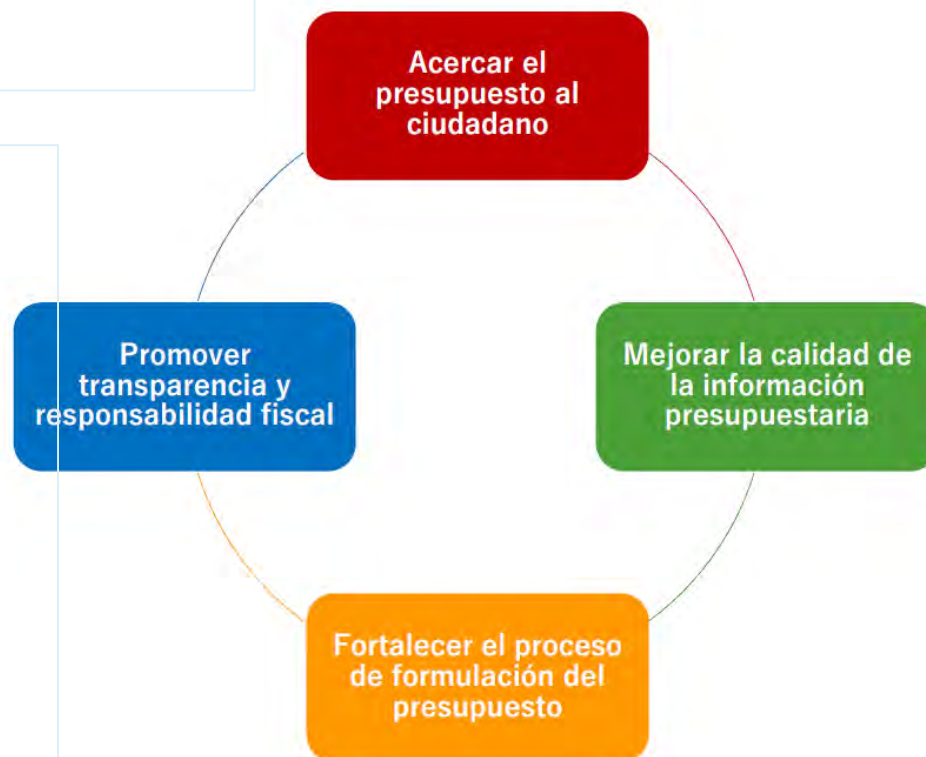 Acercar el
presupuesto al
ciudadano
Promover
transparencia y
responsabilidad fiscal
Mejorar la calidad de
la información
presupuestaria
Fortalecer el proceso
de formulación del
presupuesto